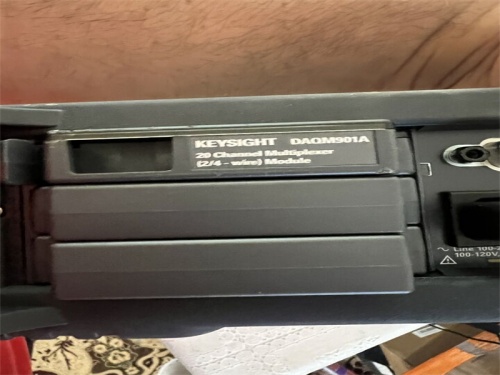 KEYSIGHT DAQM901A
20 Channel Multiplexer
(2/4 - wire) Module
Line 100-
100-120V,